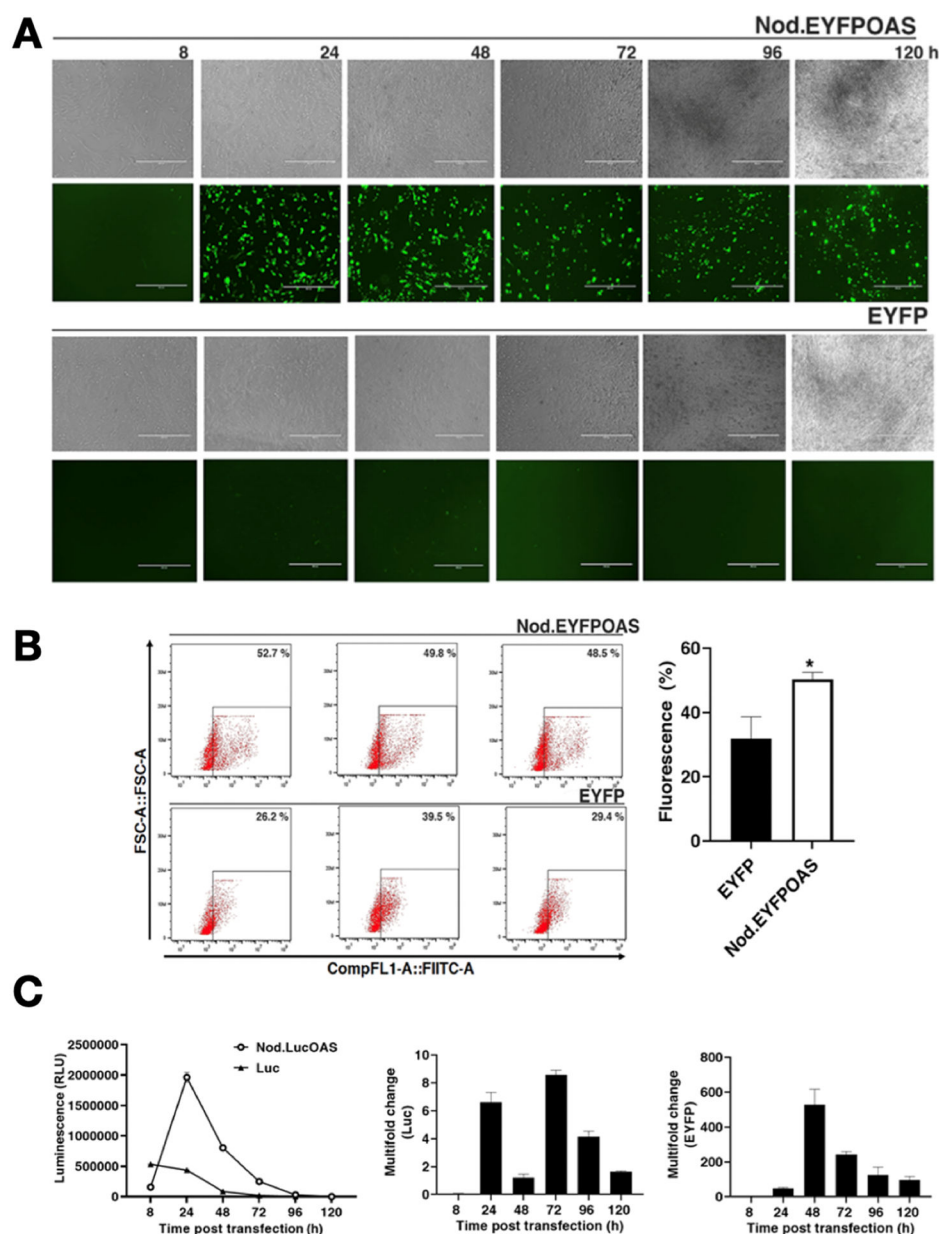 A
Nod.EYFPOAS
8 24 48 72 96 120 h
EYFP
B
Nod.EYFPOAS
52.7 % 49.8 % 48.5 %
EYFP
26.2 % 39.5 % 29.4 %
FSC-A::FSC-A
CompFL1-A::FIITC-A
Fluorescence (%)
60
40
20
0
*
EYFP
Nod.EYFPOAS
C
Luminescence (RLU)
2500000
2000000
1500000
1000000
500000
0
Nod.LucOAS
Luc
8 24 48 72 96 120
Time post transfection (h)
Multifold change
(Luc)
10
8
6
4
2
0
8 24 48 72 96 120
Time post transfection (h)
Multifold change
(EYFP)
800
600
400
200
0
8 24 48 72 96 120
Time post transfection (h)